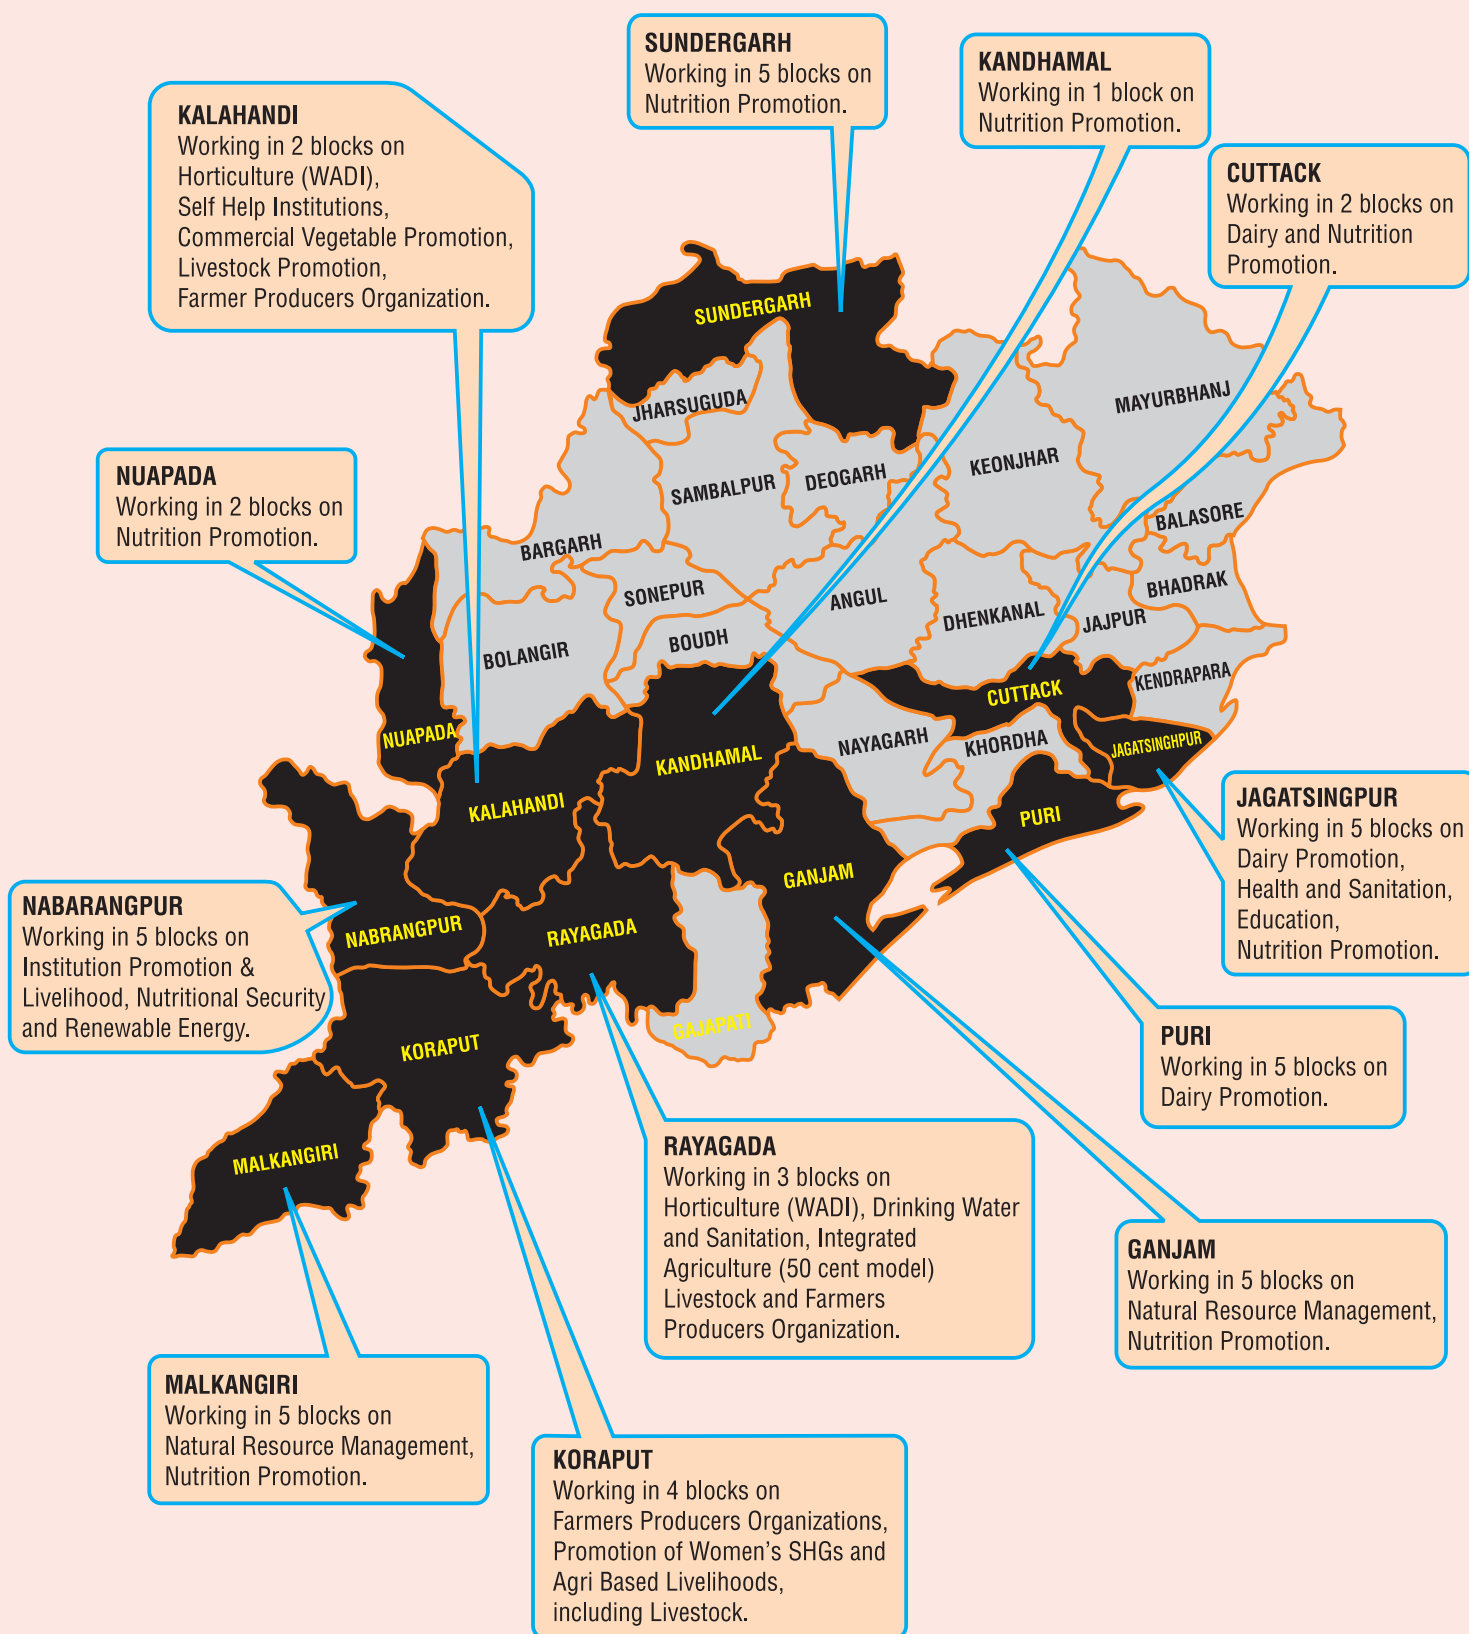 SUNDERGARH
Working in 5 blocks on
Nutrition Promotion.
KANDHAMAL
Working in 1 block on
Nutrition Promotion.
KALAHANDI
Working in 2 blocks on
Horticulture (WADI),
Self Help Institutions,
Commercial Vegetable Promotion,
Livestock Promotion,
Farmer Producers Organization.
CUTTACK
Working in 2 blocks on
Dairy and Nutrition
Promotion.
NUAPADA
Working in 2 blocks on
Nutrition Promotion.
SUNDERGARH
JHARSUGUDA
MAYURBHANJ
SAMBALPUR
DEOGARH
KEONJHAR
BARGARH
BALASORE
SONEPUR
ANGUL
BHADRAK
DHENKANAL
JAJPUR
BOLANGIR
BOUDH
KENDRAPARA
CUTTACK
NUAPADA
KANDHAMAL
NAYAGARH
KHORDHA
JAGATSINGHPUR
KALAHANDI
PURI
GANJAM
NABRANGPUR
RAYAGADA
GAJAPATI
KORAPUT
MALKANGIRI
JAGATSINGPUR
Working in 5 blocks on
Dairy Promotion,
Health and Sanitation,
Education,
Nutrition Promotion.
NABARANGPUR
Working in 5 blocks on
Institution Promotion &
Livelihood, Nutritional Security
and Renewable Energy.
PURI
Working in 5 blocks on
Dairy Promotion.
RAYAGADA
Working in 3 blocks on
Horticulture (WADI), Drinking Water
and Sanitation, Integrated
Agriculture (50 cent model)
Livestock and Farmers
Producers Organization.
GANJAM
Working in 5 blocks on
Natural Resource Management,
Nutrition Promotion.
MALKANGIRI
Working in 5 blocks on
Natural Resource Management,
Nutrition Promotion.
KORAPUT
Working in 4 blocks on
Farmers Producers Organizations,
Promotion of Women's SHGs and
Agri Based Livelihoods,
including Livestock.